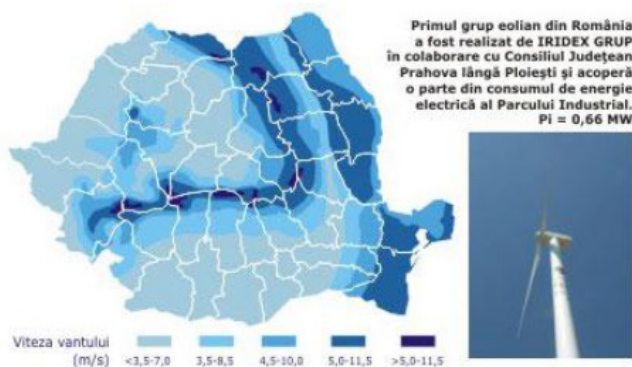 Primul grup eolian din România
a fost realizat de IRIDEX GRUP
în colaborare cu Consiliul Județean
Prahova lângă Ploiești și acoperă
o parte din consumul de energie
electrică al Parcului Industrial.
Pi = 0,66 MW
Viteza vantului
(m/s)
<3,5-7,0 3,5-8,5 4,5-10,0 5,0-11,5 >5,0-11,5